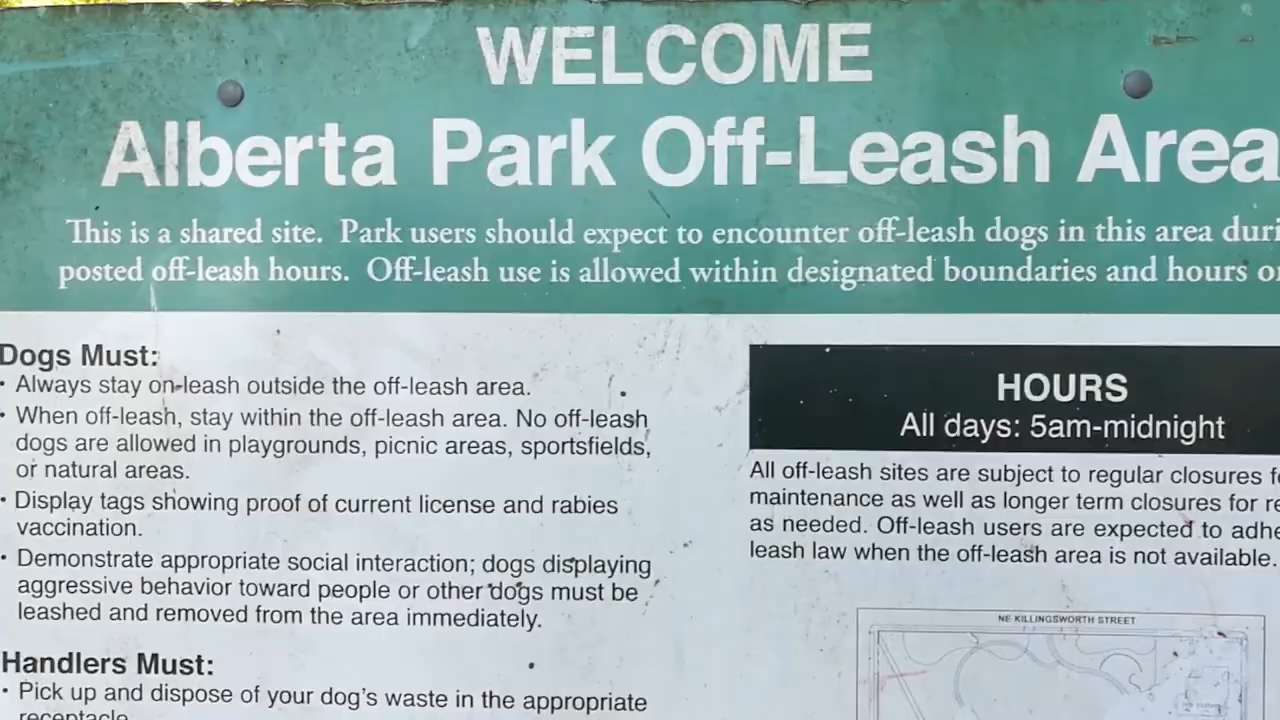 WELCOME
Alberta Park Off-Leash Area
This is a shared site. Park users should expect to encounter off-leash dogs in this area
posted off-leash hours. Off-leash use is allowed within designated boundaries and hours
Dogs Must:
• Always stay on-leash outside the off-leash area.
• When off-leash, stay within the off-leash area. No off-leash
dogs are allowed in playgrounds, picnic areas, sportsfields,
or natural areas.
• Display tags showing proof of current license and rabies
vaccination.
• Demonstrate appropriate social interaction; dogs displaying
aggressive behavior toward people or other dogs must be
leashed and removed from the area immediately.
Handlers Must:
• Pick up and dispose of your dog's waste in the appropriate
receptacle
HOURS
All days: 5am-midnight
All off-leash sites are subject to regular closures
maintenance as well as longer term closures for
as needed. Off-leash users are expected to
leash law when the off-leash area is not available.
NE KILLINGSWORTH STREET